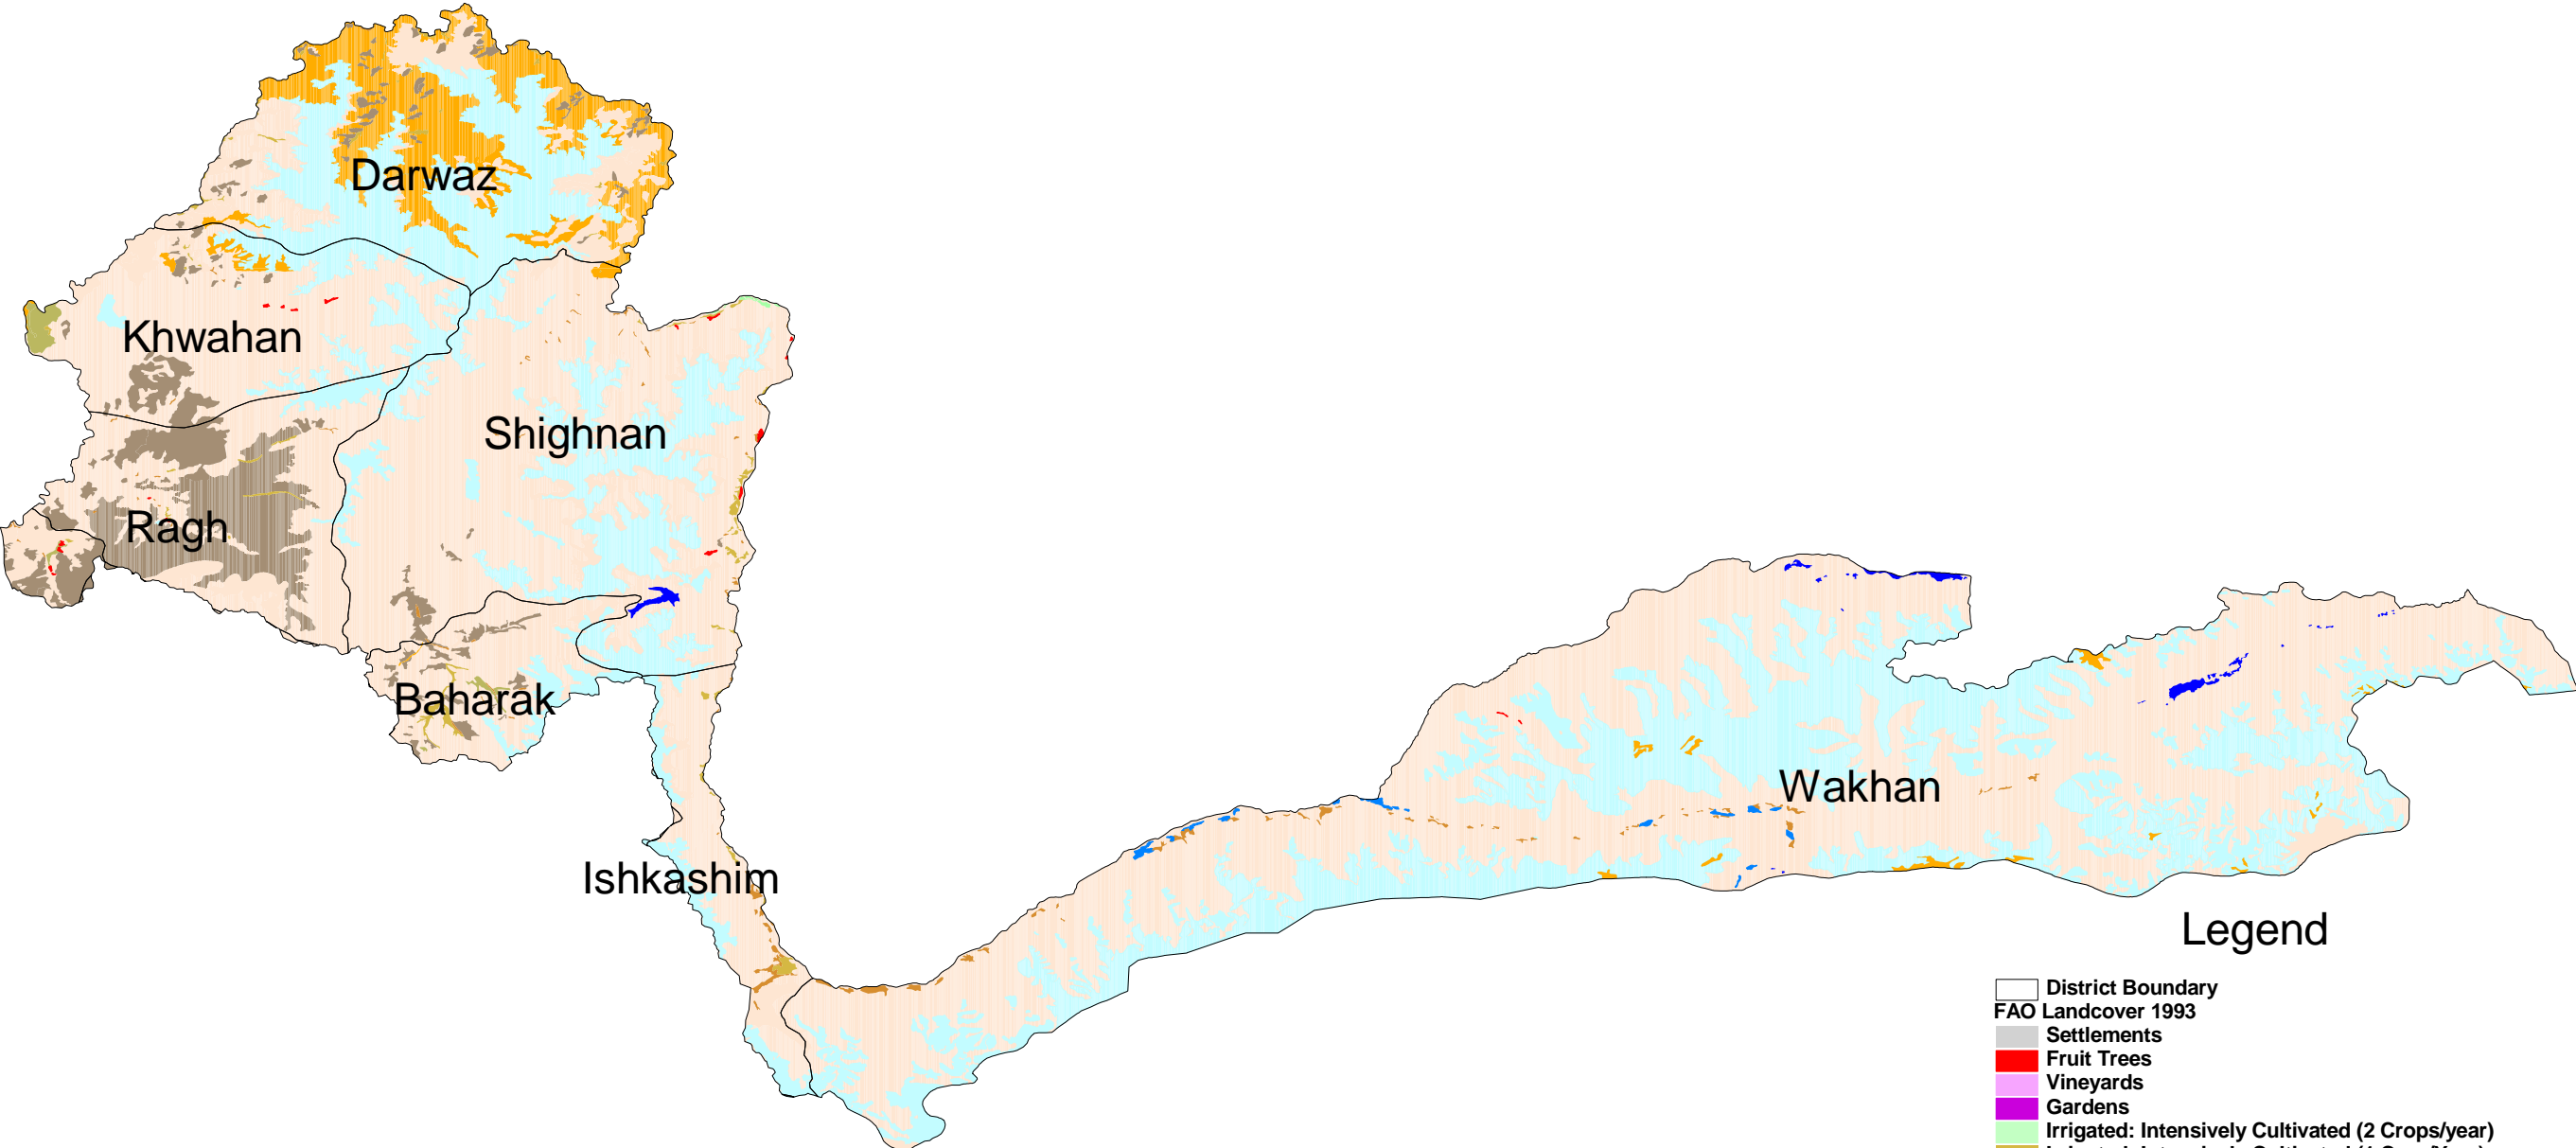 Darwaz
Khwahan
Shighnan
Ragh
Baharak
Wakhan
Ishkashim
Legend
District Boundary
FAO Landcover 1993
Settlements
Fruit Trees
Vineyards
Gardens
Irrigated: Intensively Cultivated (2 Crops/year)